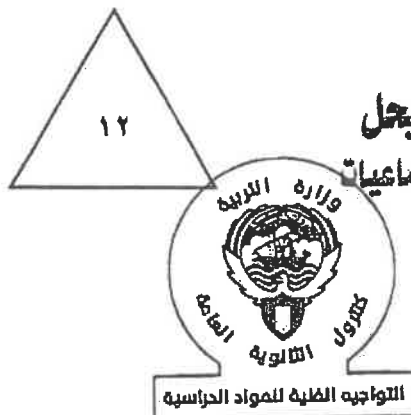 ١٢
وزارة التربية
كنترول الثانوية العامة
التواجيه الفنية للمواد الدراسية